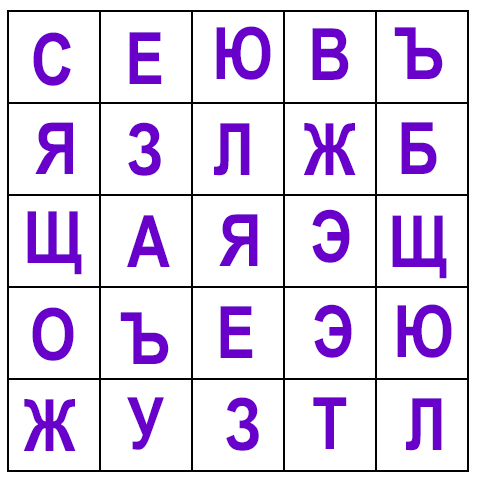 С Е Ю В Ъ
Я З Л Ж Б
Щ А Я Э Щ
О Ъ Е Э Ю
Ж У З Т Л